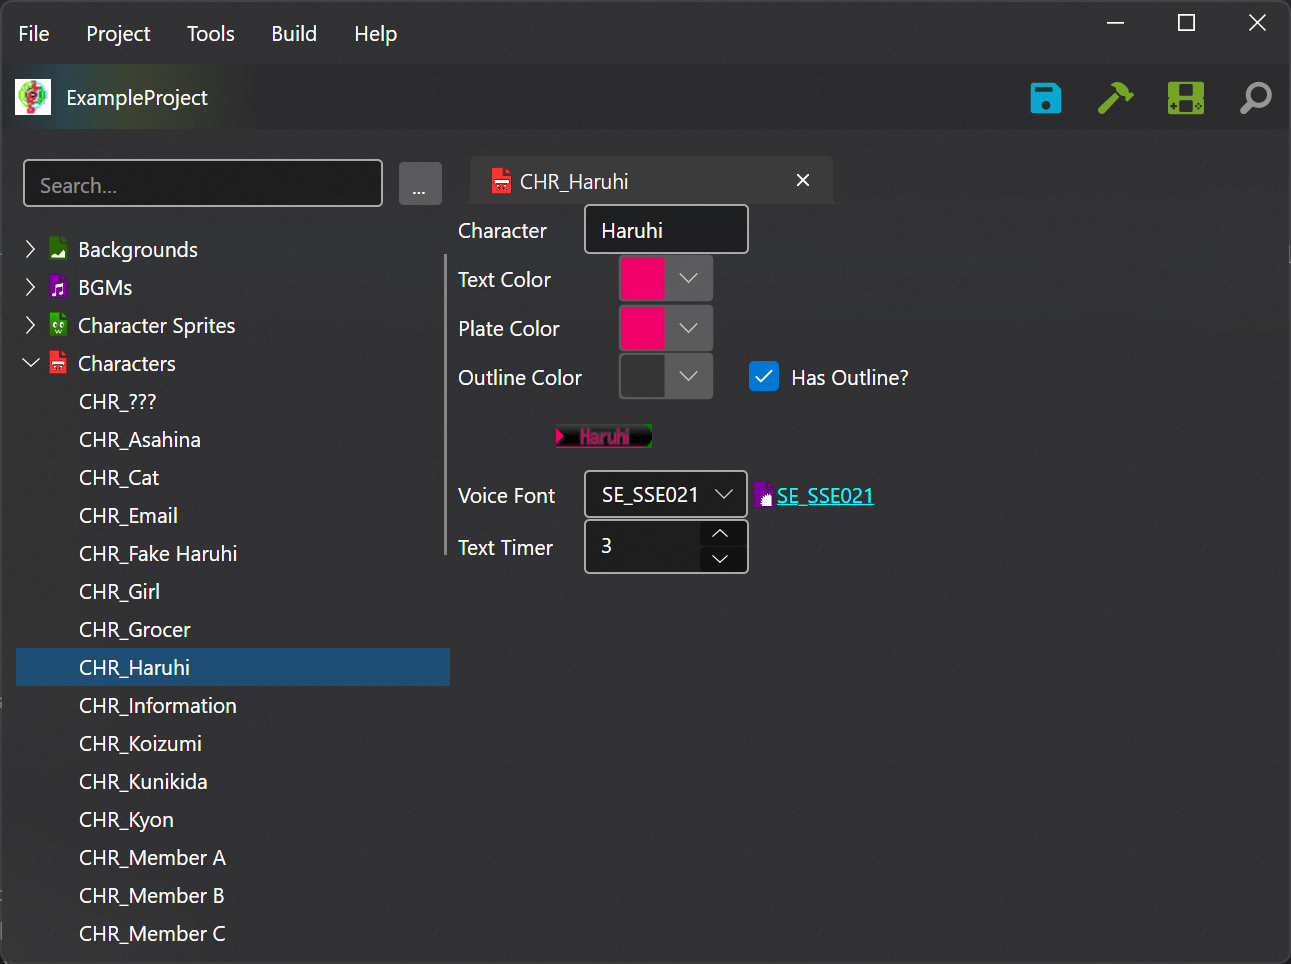 File Project Tools Build Help
ExampleProject
Search...
...
Backgrounds
BGMs
Character Sprites
Characters
CHR_???
CHR_Asahina
CHR_Cat
CHR_Email
CHR_Fake Haruhi
CHR_Girl
CHR_Grocer
CHR_Haruhi
CHR_Information
CHR_Koizumi
CHR_Kunikida
CHR_Kyon
CHR_Member A
CHR_Member B
CHR_Member C
CHR_Haruhi
Character Haruhi
Text Color
Plate Color
Outline Color Has Outline?
Haruhi
Voice Font SE_SSE021 SE_SSE021
Text Timer 3